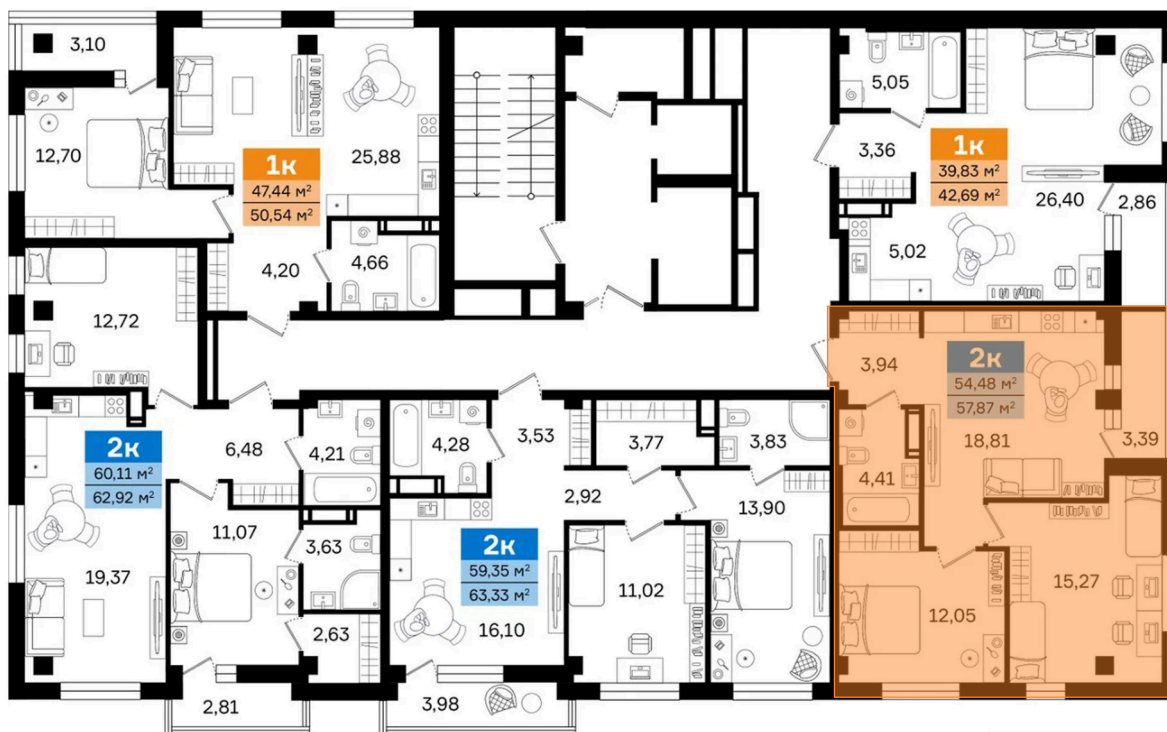 3,10
12,70
25,88
1к
47,44 м²
50,54 м²
4,20
4,66
5,05
3,36
1к
39,83 м²
42,69 м²
26,40
2,86
5,02
12,72
2к
60,11 м²
62,92 м²
6,48
4,21
11,07
3,63
19,37
2,63
2,81
4,28
3,53
3,77
3,83
2,92
13,90
2к
59,35 м²
63,33 м²
11,02
16,10
3,98
3,94
2к
54,48 м²
57,87 м²
18,81
3,39
4,41
15,27
12,05